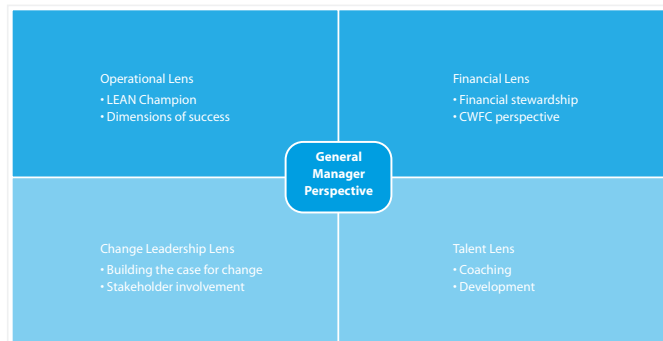 Operational Lens
• LEAN Champion
• Dimensions of success
Financial Lens
• Financial stewardship
• CWFC perspective
General
Manager
Perspective
Change Leadership Lens
• Building the case for change
• Stakeholder involvement
Talent Lens
• Coaching
• Development